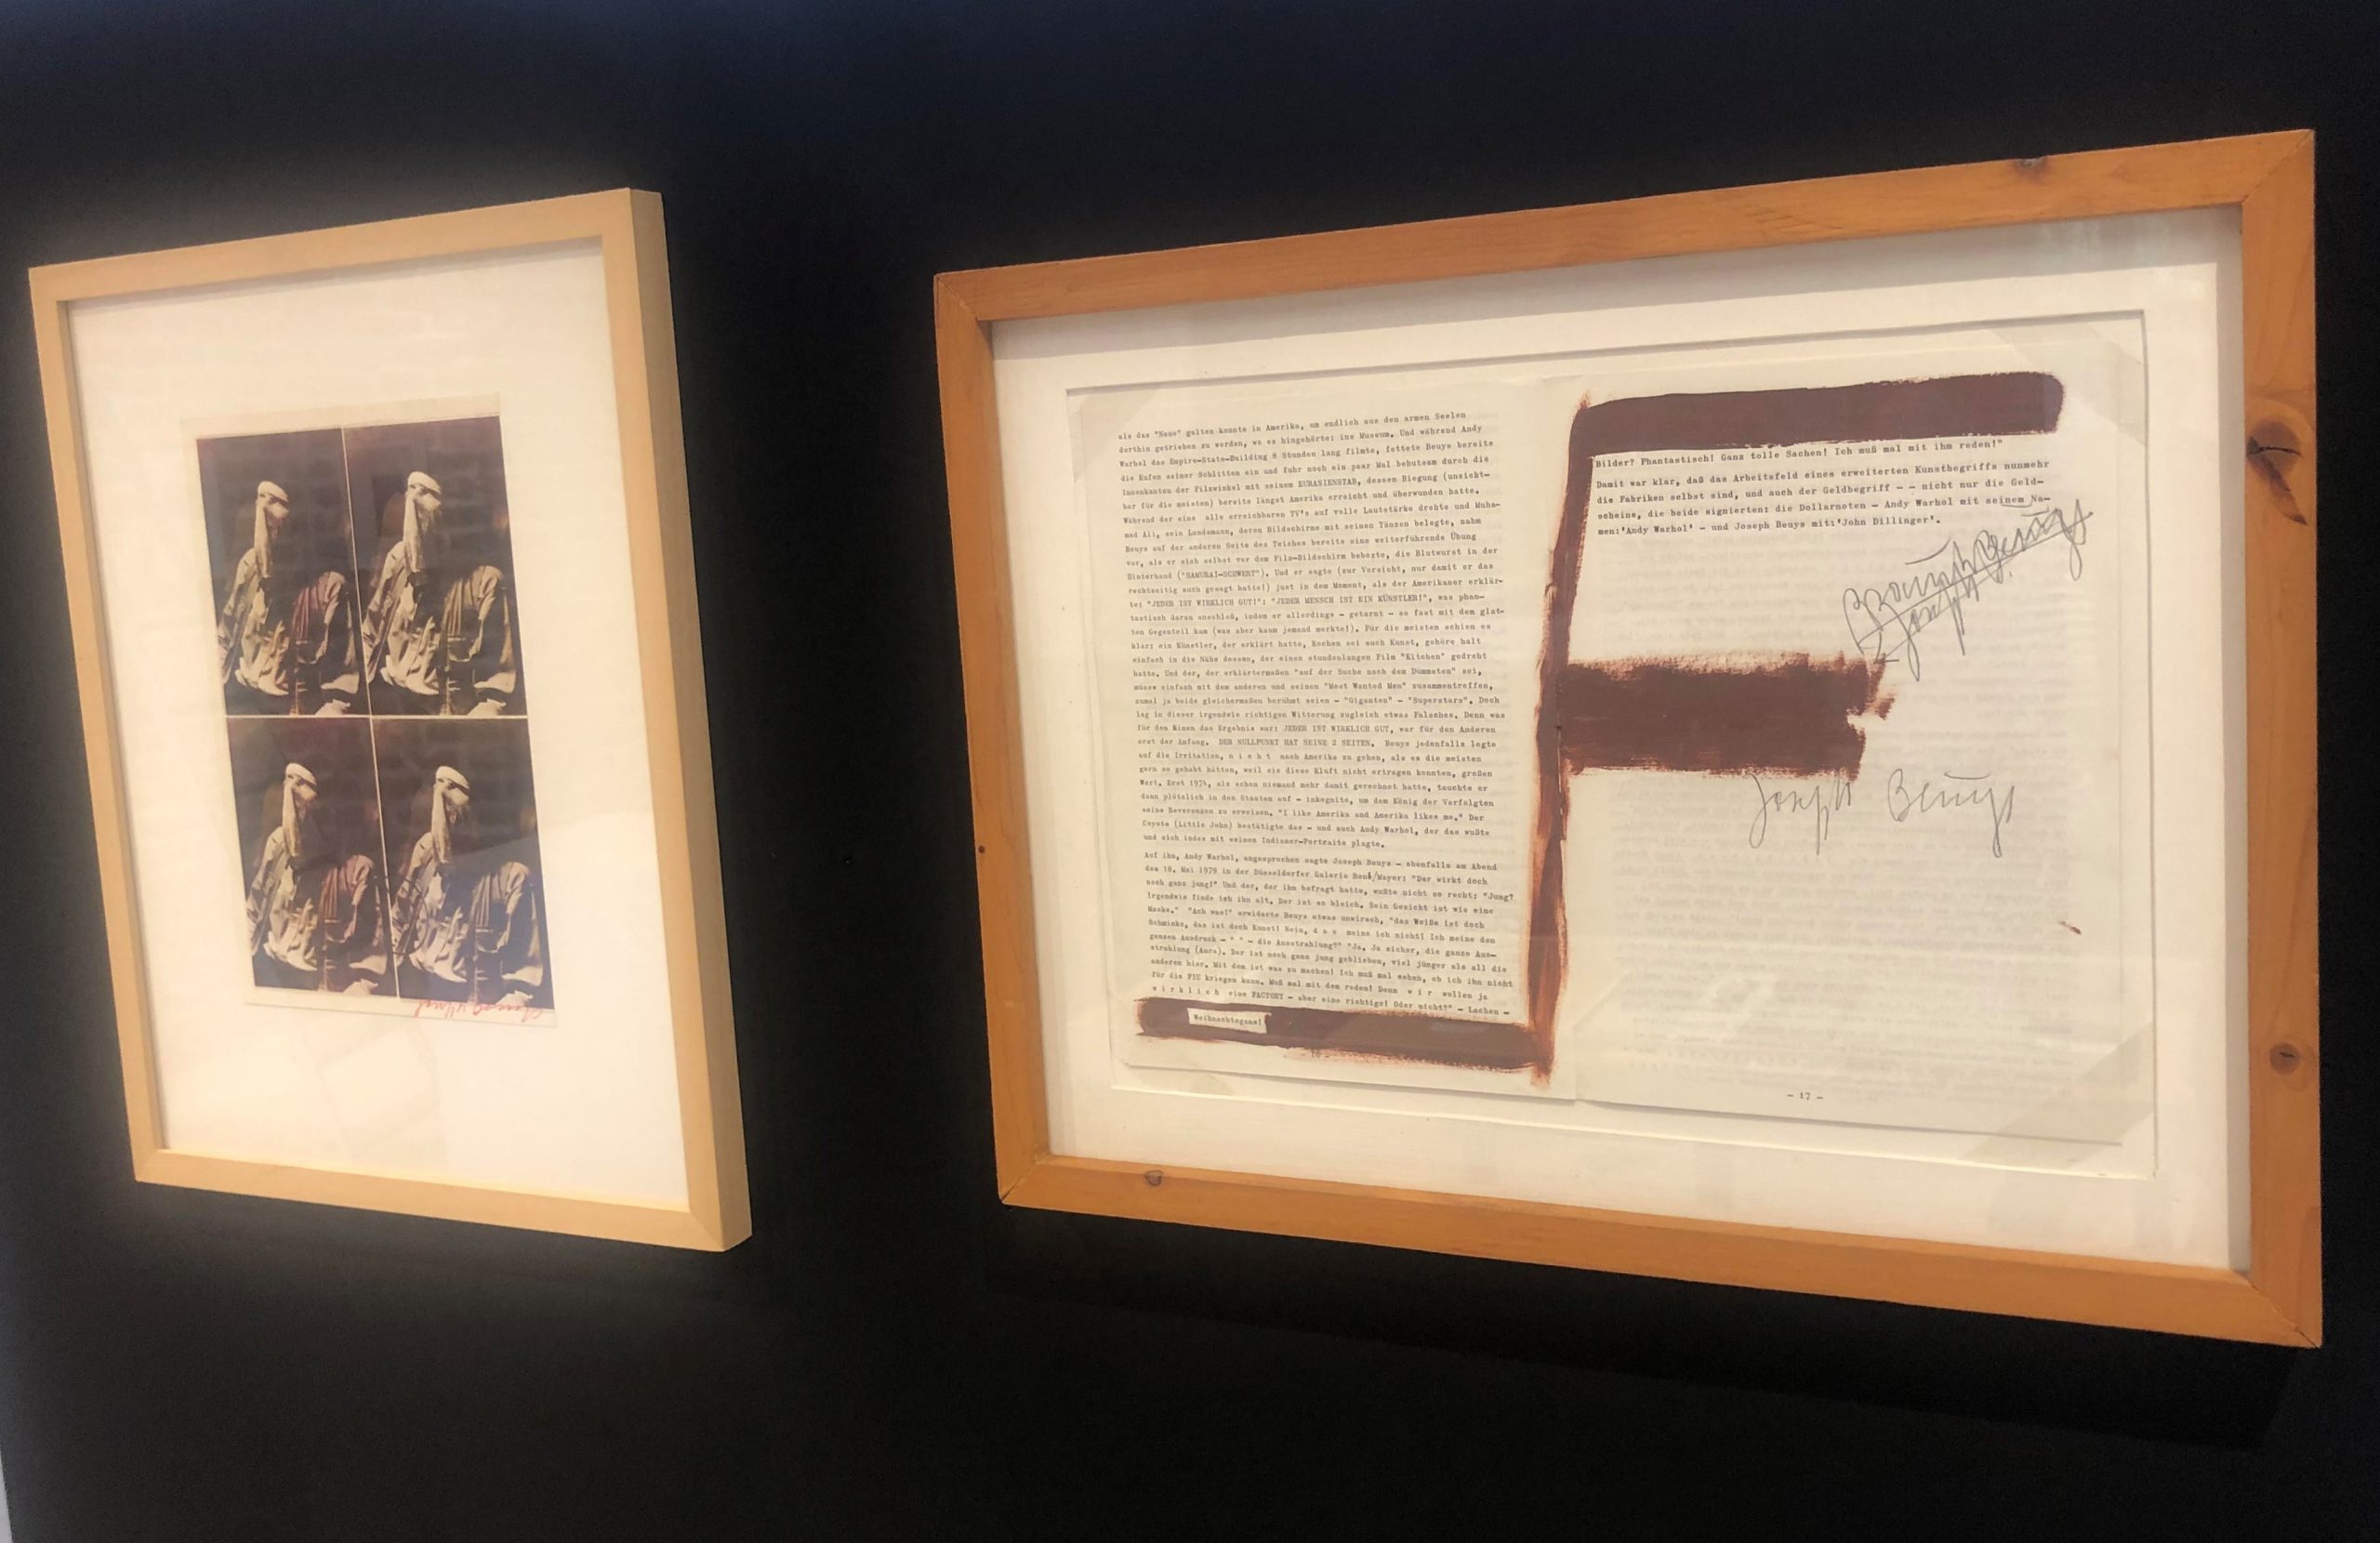 Joseph Beuys
als das "Neue" gelten konnte in Amerika, um endlich aus den armen Seelen
dorthin getrieben zu werden, wo es hingehörte: ins Museum. Und während Andy
Warhol das Empire-State-Building 8 Stunden lang filmte, fettete Beuys bereits
die Kufen seiner Schlitten ein und fuhr noch ein paar Mal behutsam durch die
Innenkanten der Filzwinkel mit seinem EURASIENSTAB, dessen Biegung (unsicht-
bar für die meisten) bereits längst Amerika erreicht und überwunden hatte.
Während der eine alle erreichbaren TV's auf volle Lautstärke drehte und Muha-
mad Ali, sein Landsmann, deren Bildschirme mit seinen Tänzen belegte, nahm
Beuys auf der anderen Seite des Teiches bereits eine weiterführende Übung
vor, als er sich selbst vor dem Filz-Bildschirm beboxte, die Blutwurst in der
Hinterhand ("SAMURAI-SCHWERT"). Und er sagte (zur Vorsicht, nur damit er das
rechtzeitig auch gesagt hatte!) just in dem Moment, als der Amerikaner erklär-
te: "JEDER IST WIRKLICH GUT!": "JEDER MENSCH IST EIN KÜNSTLER!", was phan-
tastisch daran anschloß, indem er allerdings - getarnt - so fast mit dem glat-
ten Gegenteil kam (was aber kaum jemand merkte!). Für die meisten schien es
klar: ein Künstler, der erklärt hatte, Kochen sei auch Kunst, gehöre halt
einfach in die Nähe dessen, der einen stundenlangen Film "Kitchen" gedreht
hatte. Und der, der erklärtermaßen "auf der Suche nach dem Dümmsten" sei,
müsse einfach mit dem anderen und seinen "Most Wanted Men" zusammentreffen,
zumal ja beide gleichermaßen berühmt seien - "Giganten" - "Superstars". Doch
lag in dieser irgendwie richtigen Witterung zugleich etwas Falsches. Denn was
für den Einen das Ergebnis war: JEDER IST WIRKLICH GUT, war für den Anderen
erst der Anfang. DER NULLPUNKT HAT SEINE 2 SEITEN. Beuys jedenfalls legte
auf die Irritation, n i c h t nach Amerika zu gehen, als es die meisten
gern so gehabt hätten, weil sie diese Kluft nicht ertragen konnten, großen
Wert. Erst 1974, als schon niemand mehr damit gerechnet hatte, tauchte er
dann plötzlich in den Staaten auf - inkognito, um dem König der Verfolgten
seine Reverenzen zu erweisen. "I like Amerika and Amerika likes me." Der
Coyote (Little John) bestätigte das - und auch Andy Warhol, der das wußte
und sich indes mit seinen Indianer-Portraits plagte.
Auf ihn, Andy Warhol, angesprochen sagte Joseph Beuys - ebenfalls am Abend
des 18. Mai 1979 in der Düsseldorfer Galerie René/Mayer: "Der wirkt doch
noch ganz jung!" Und der, der ihn befragt hatte, wußte nicht so recht: "Jung?
Irgendwie finde ich ihn alt. Der ist so bleich. Sein Gesicht ist wie eine
Maske." "Ach was!" erwiderte Beuys etwas unwirsch, "das Weiße ist doch
Schminke, das ist doch Kunst! Nein, d a s meine ich nicht! Ich meine den
ganzen Ausdruck - " " - die Ausstrahlung?" "Ja. Ja sicher, die ganze Aus-
strahlung (Aura). Der ist noch ganz jung geblieben, viel jünger als all die
anderen hier. Mit dem ist was zu machen! Ich muß mal sehen, ob ich ihn nicht
für die FIU kriegen kann. Muß mal mit dem reden! Denn w i r wollen ja
w i r k l i c h eine FACTORY - aber eine richtige! Oder nicht?" - Lachen -
Weihnachtsgans!
- 16 -
Bilder? Phantastisch! Ganz tolle Sachen! Ich muß mal mit ihm reden!"
Damit war klar, daß das Arbeitsfeld eines erweiterten Kunstbegriffs nunmehr
die Fabriken selbst sind, und auch der Geldbegriff - - nicht nur die Geld-
scheine, die beide signierten: die Dollarnoten - Andy Warhol mit seinem Na-
men:'Andy Warhol' - und Joseph Beuys mit:'John Dillinger'.
Joseph Beuys
Joseph Beuys
- 17 -